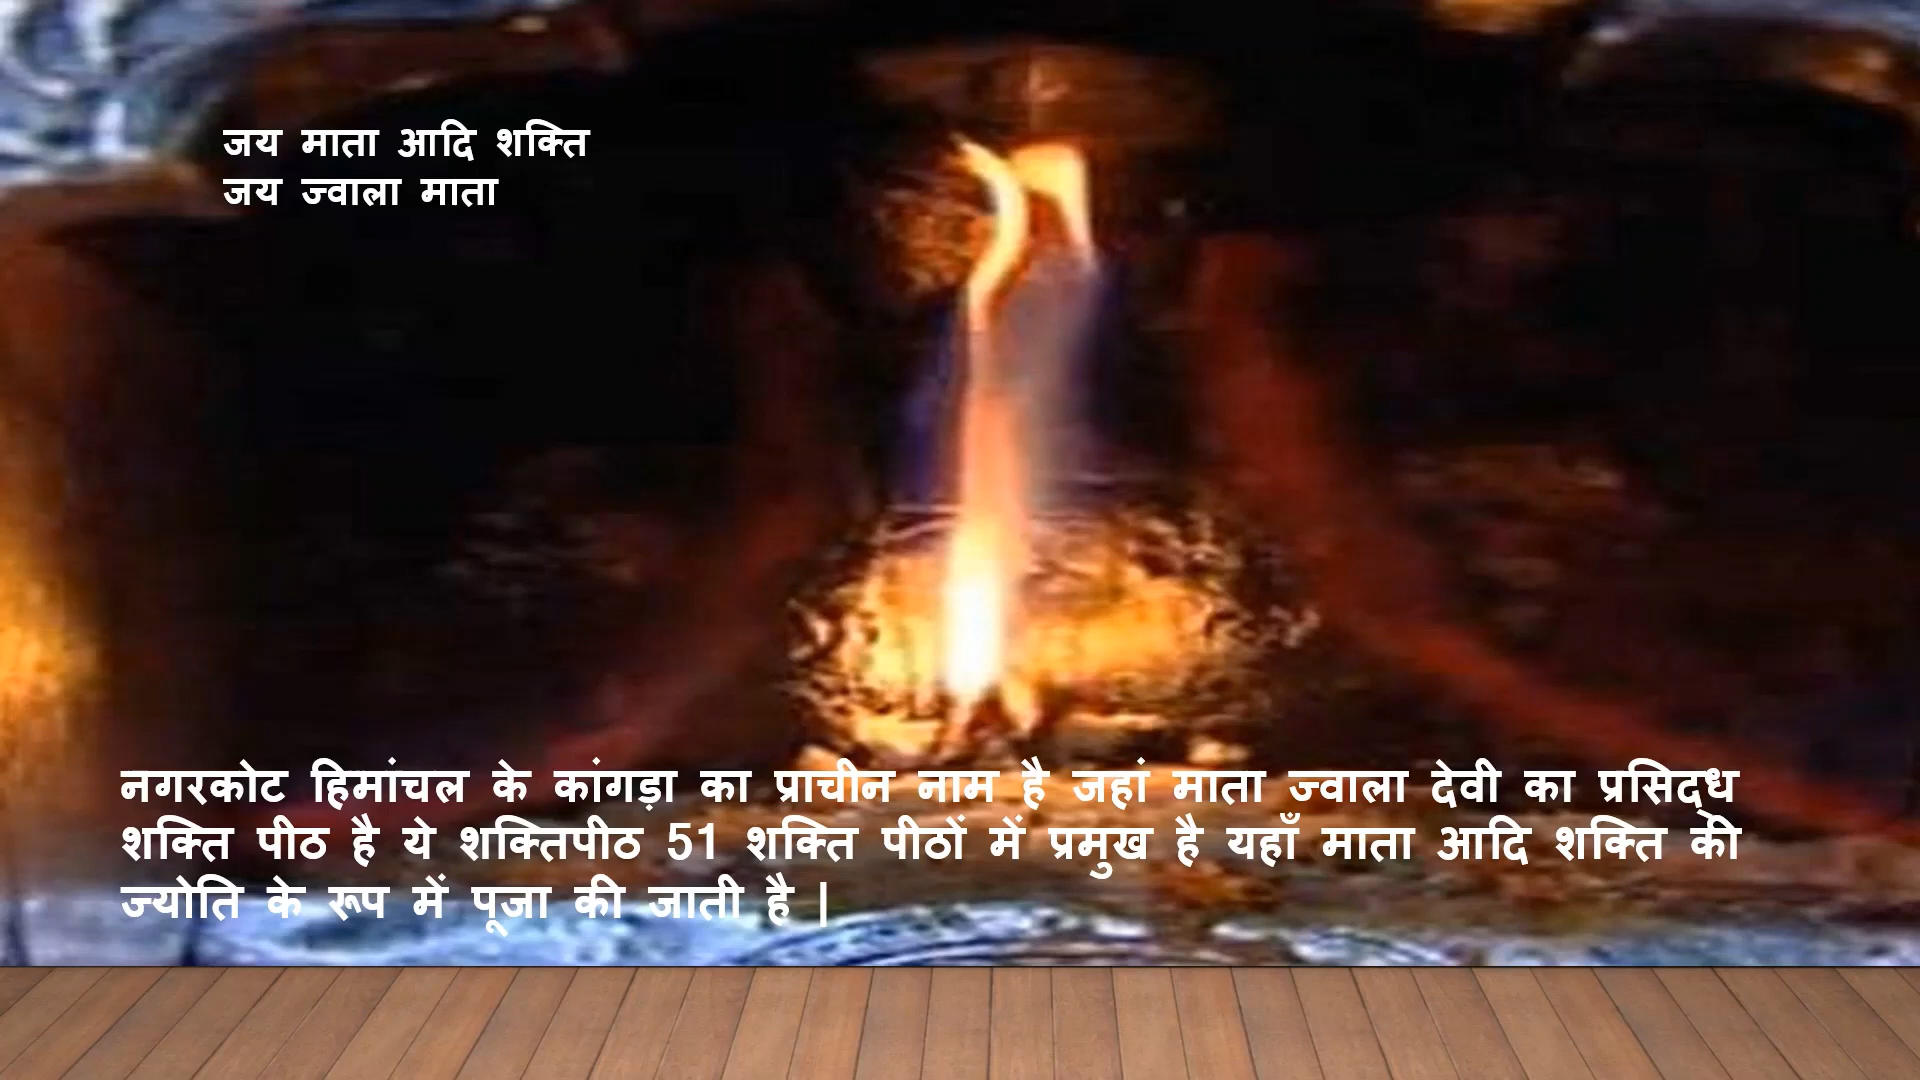 जय माता आदि शक्ति
जय ज्वाला माता
नगरकोट हिमांचल के कांगड़ा का प्राचीन नाम है जहां माता ज्वाला देवी का प्रसिद्ध
शक्ति पीठ है ये शक्तिपीठ 51 शक्ति पीठों में प्रमुख है यहाँ माता आदि शक्ति की
ज्योति के रूप में पूजा की जाती है |